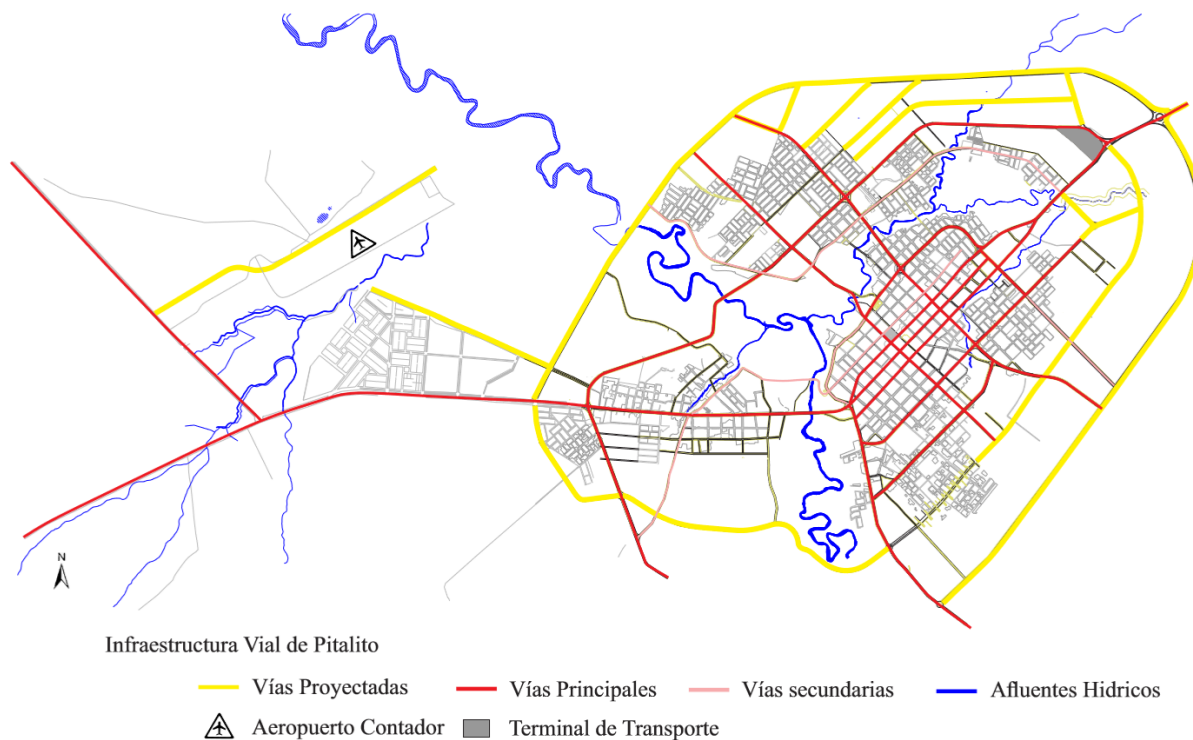 N
Infraestructura Vial de Pitalito
Vías Proyectadas
Vías Principales
Vías secundarias
Afluentes Hidricos
Aeropuerto Contador
Terminal de Transporte